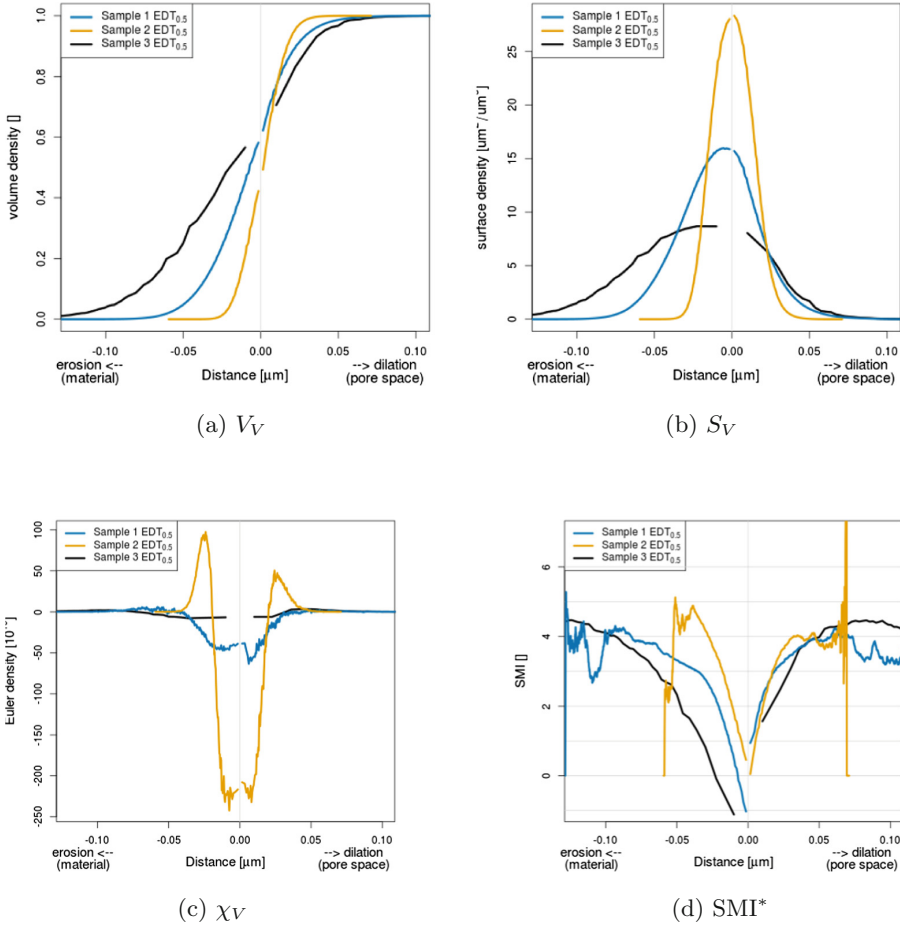 Sample 1 EDT0.5
Sample 2 EDT0.5
Sample 3 EDT0.5
volume density []
0.0 0.2 0.4 0.6 0.8 1.0
-0.10 -0.05 0.00 0.05 0.10
erosion <-- (material)
Distance [µm]
--> dilation (pore space)
(a) V_V
Sample 1 EDT0.5
Sample 2 EDT0.5
Sample 3 EDT0.5
surface density
0 5 10 15 20 25
-0.10 -0.05 0.00 0.05 0.10
erosion <-- (material)
Distance [µm]
--> dilation (pore space)
(b) S_V
Sample 1 EDT0.5
Sample 2 EDT0.5
Sample 3 EDT0.5
Euler density
-250 -200 -150 -100 -50 0 50 100
-0.10 -0.05 0.00 0.05 0.10
erosion <-- (material)
Distance [µm]
--> dilation (pore space)
(c) χ_V
Sample 1 EDT0.5
Sample 2 EDT0.5
Sample 3 EDT0.5
SMI []
0 2 4 6
-0.10 -0.05 0.00 0.05 0.10
erosion <-- (material)
Distance [µm]
--> dilation (pore space)
(d) SMI*